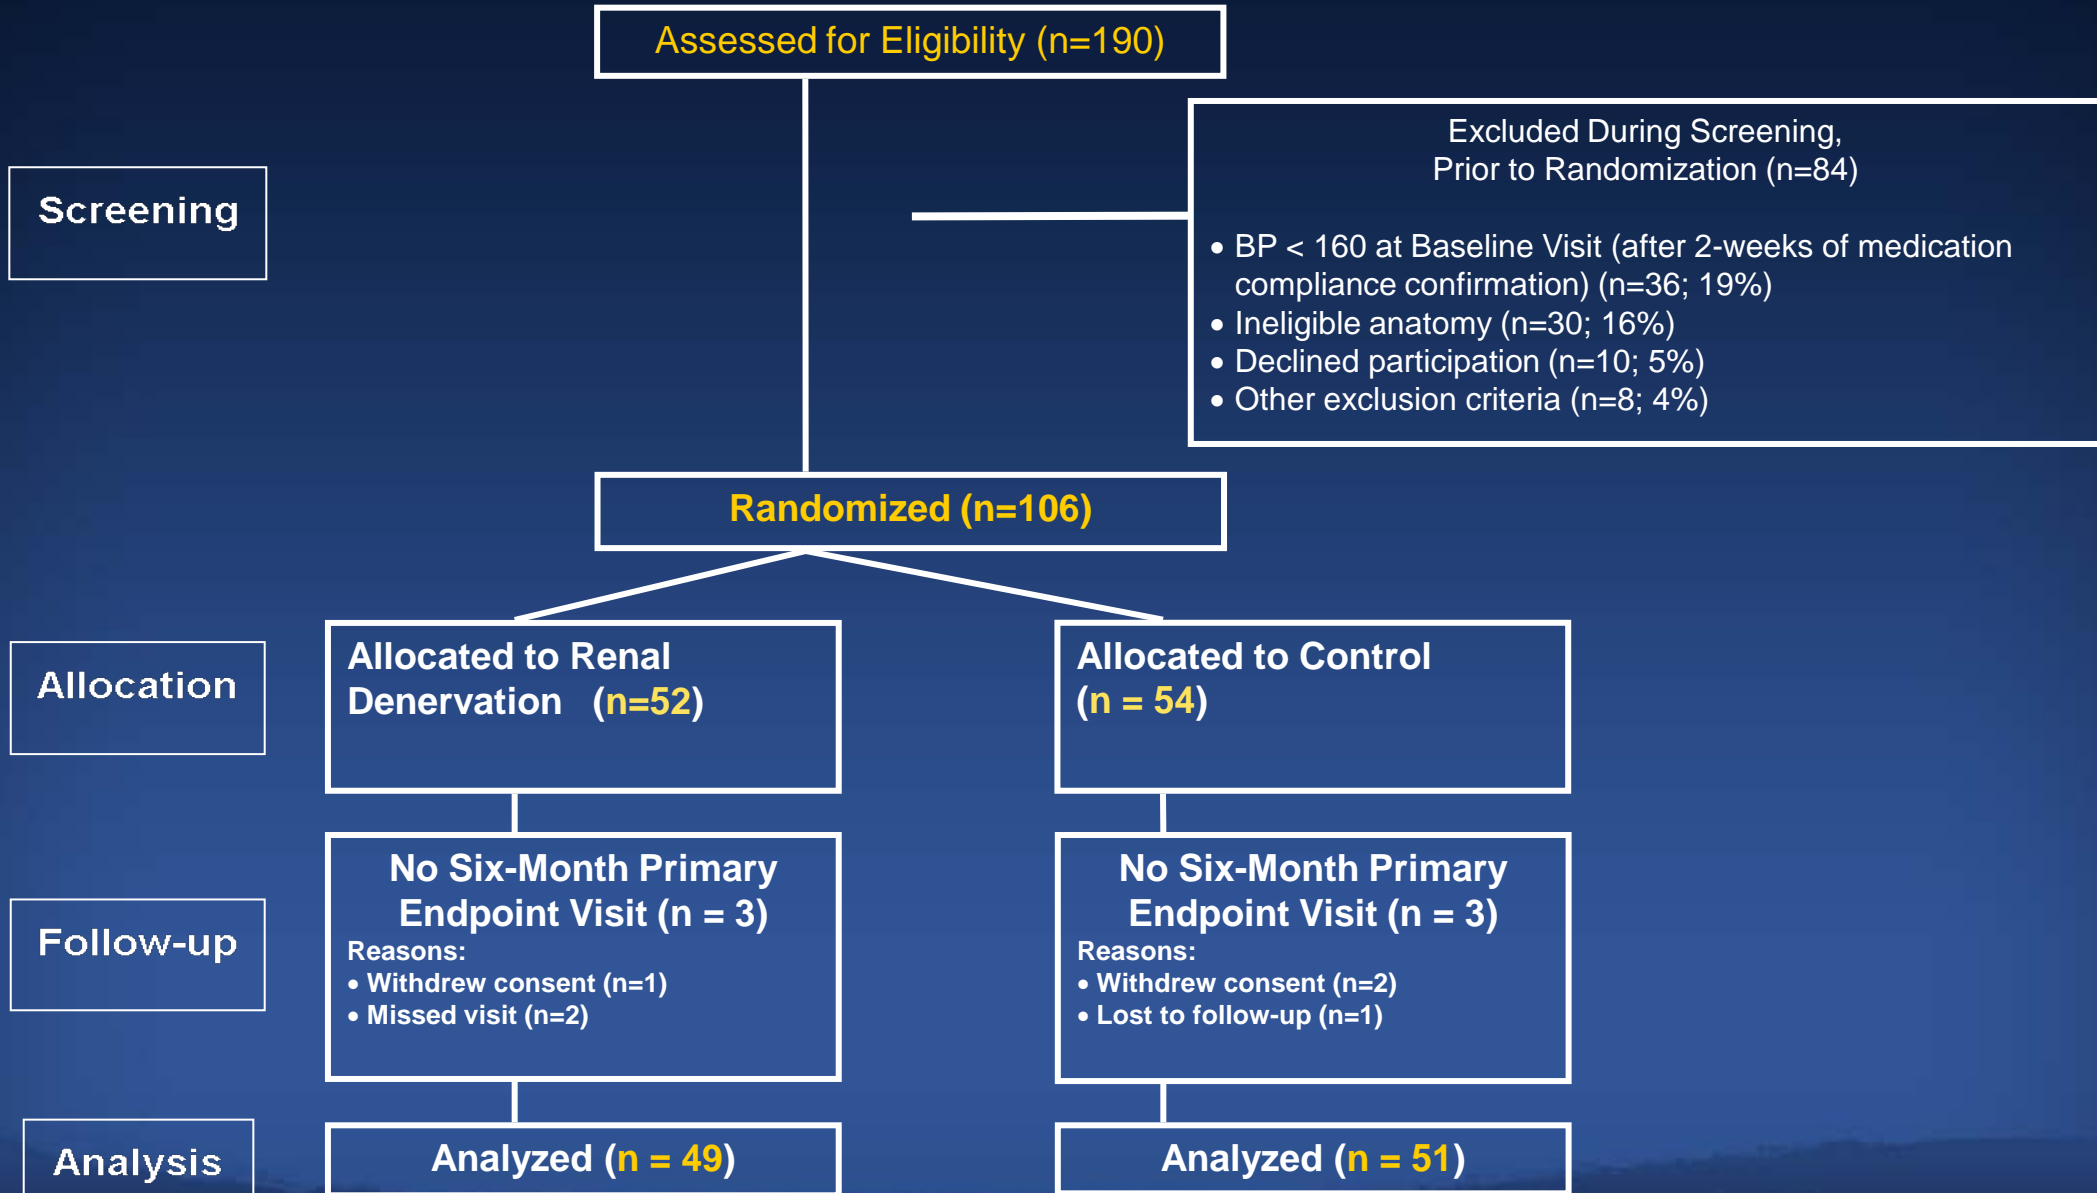 Assessed for Eligibility (n=190)
Screening
Excluded During Screening,
Prior to Randomization (n=84)
• BP < 160 at Baseline Visit (after 2-weeks of medication
compliance confirmation) (n=36; 19%)
• Ineligible anatomy (n=30; 16%)
• Declined participation (n=10; 5%)
• Other exclusion criteria (n=8; 4%)
Randomized (n=106)
Allocation
Allocated to Renal
Denervation (n=52)
Allocated to Control
(n = 54)
Follow-up
No Six-Month Primary
Endpoint Visit (n = 3)
Reasons:
• Withdrew consent (n=1)
• Missed visit (n=2)
No Six-Month Primary
Endpoint Visit (n = 3)
Reasons:
• Withdrew consent (n=2)
• Lost to follow-up (n=1)
Analysis
Analyzed (n = 49)
Analyzed (n = 51)